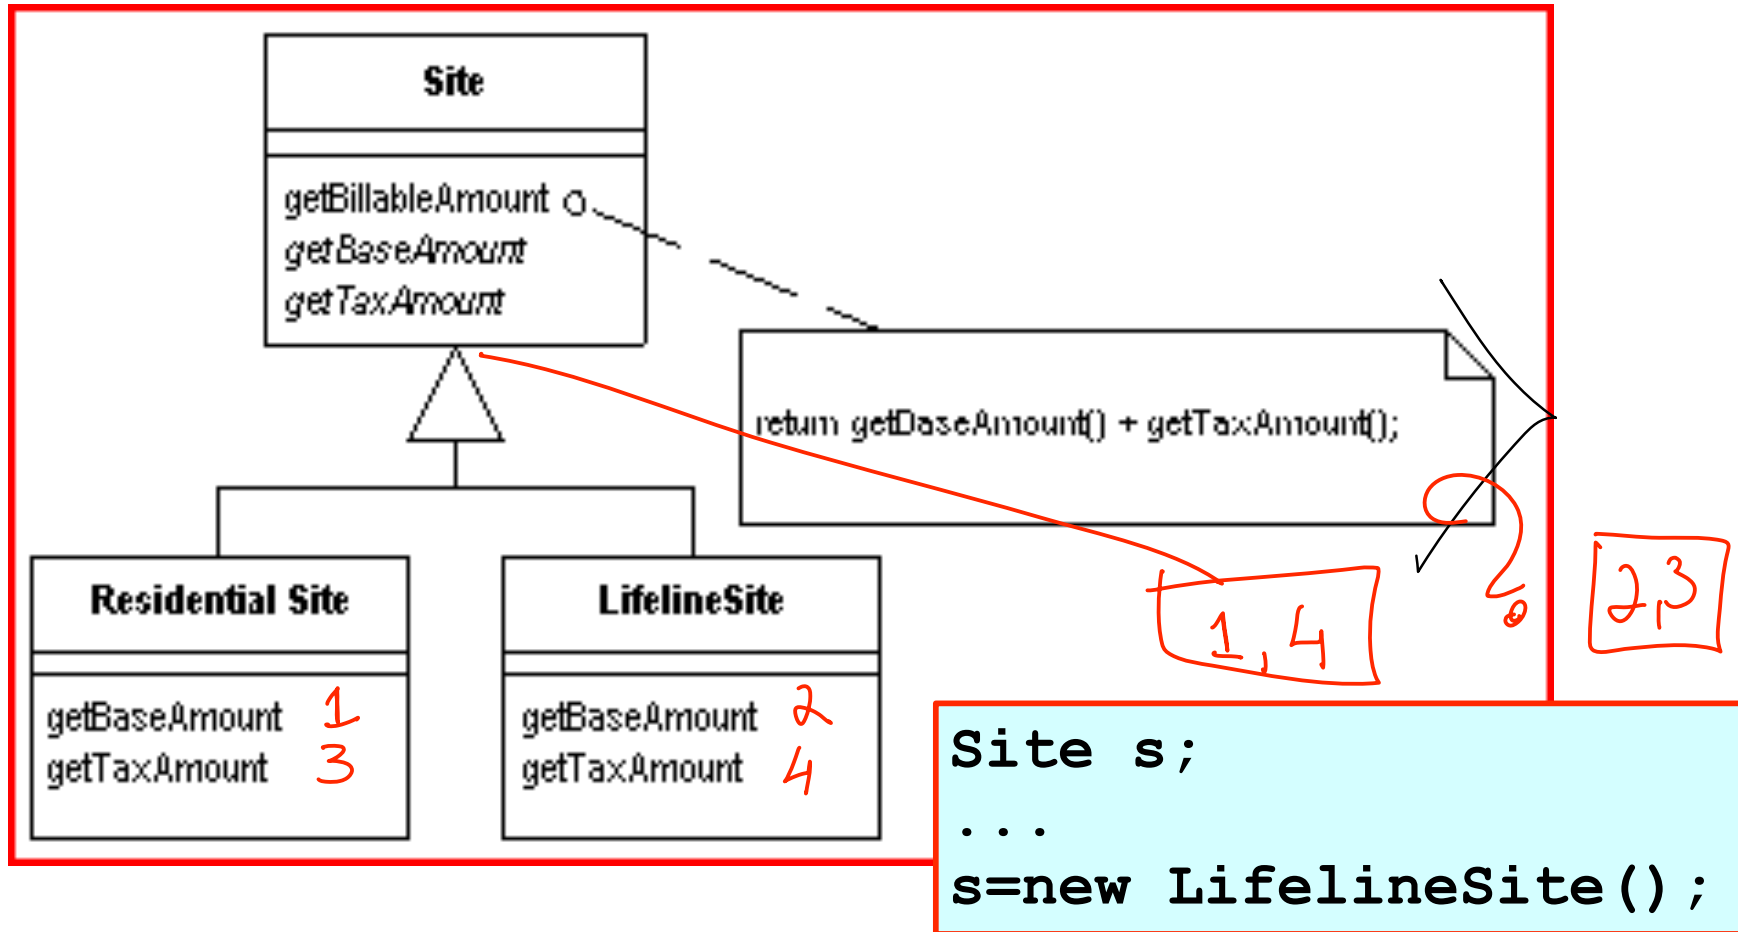 Site
getBillableAmount
getBaseAmount
getTaxAmount
return getBaseAmount() + getTaxAmount();
Residential Site
getBaseAmount 1
getTaxAmount 3
LifelineSite
getBaseAmount 2
getTaxAmount 4
1, 4
2,3
Site s;
...
s=new LifelineSite();